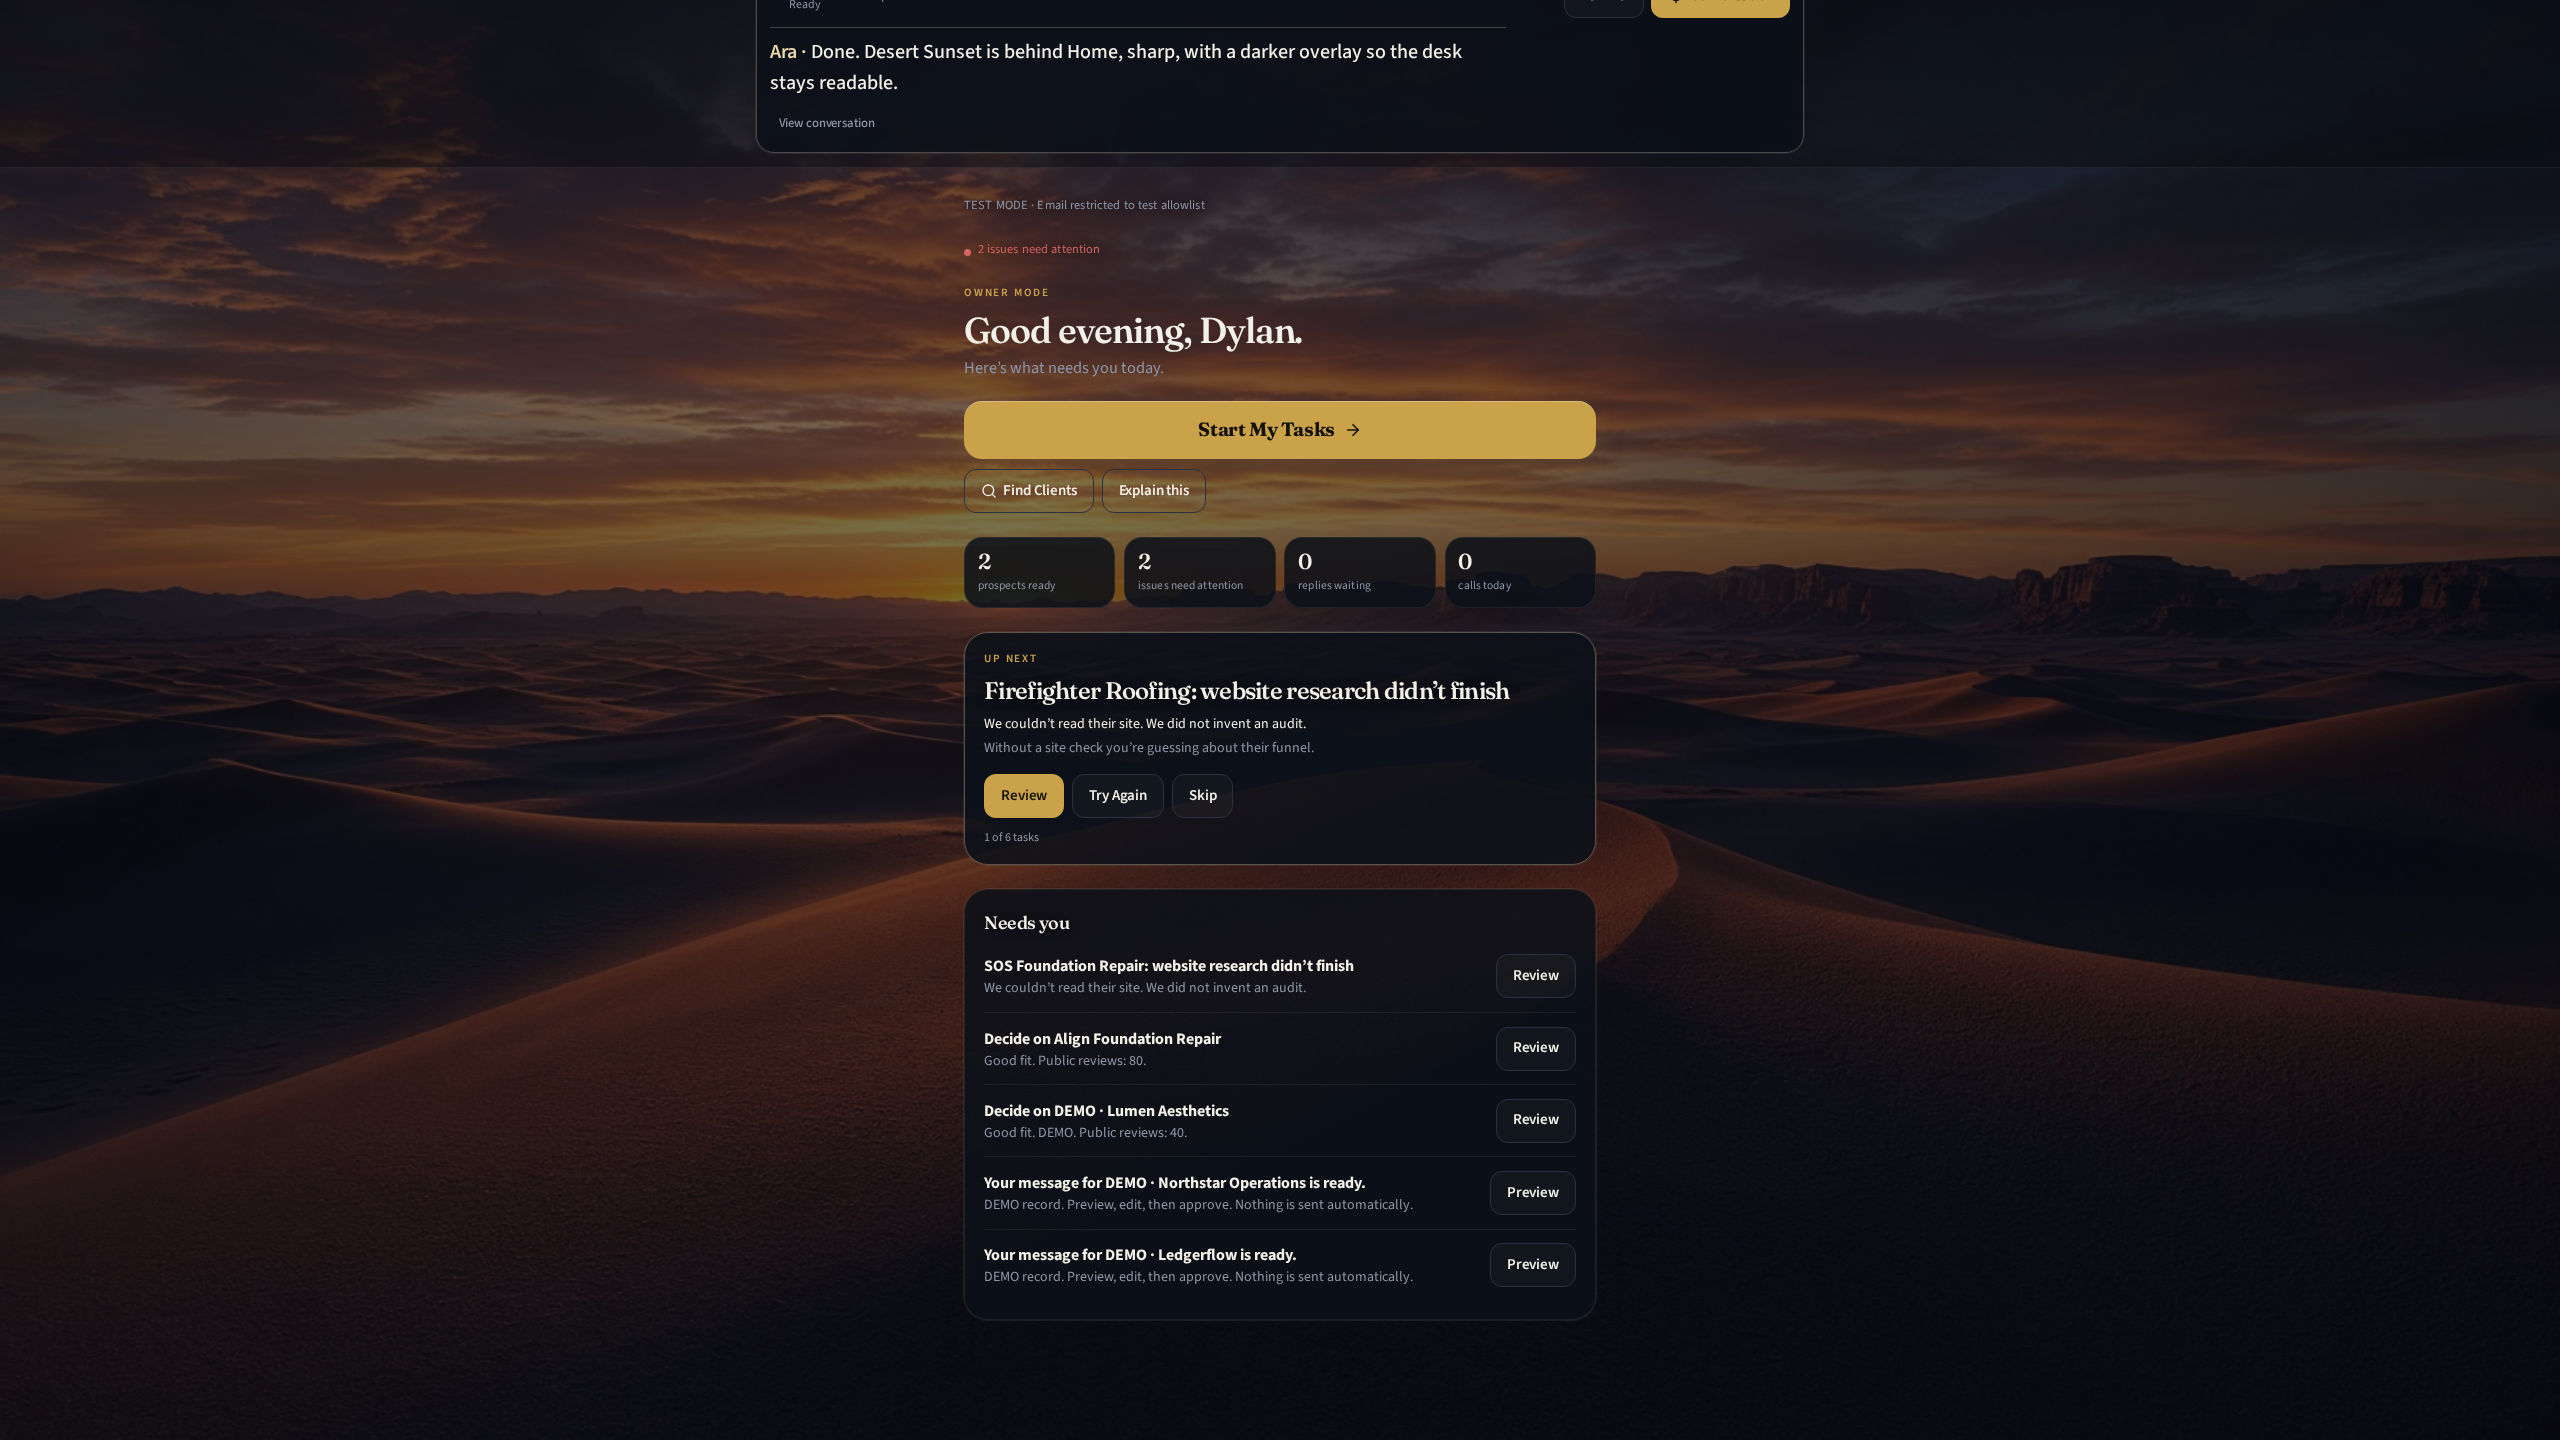 Ready
Ara · Done. Desert Sunset is behind Home, sharp, with a darker overlay so the desk
stays readable.
View conversation
TEST MODE · Email restricted to test allowlist
2 issues need attention
OWNER MODE
Good evening, Dylan.
Here’s what needs you today.
Start My Tasks
Find Clients
Explain this
2
prospects ready
2
issues need attention
0
replies waiting
0
calls today
UP NEXT
Firefighter Roofing: website research didn’t finish
We couldn’t read their site. We did not invent an audit.
Without a site check you’re guessing about their funnel.
Review
Try Again
Skip
1 of 6 tasks
Needs you
SOS Foundation Repair: website research didn’t finish
We couldn’t read their site. We did not invent an audit.
Review
Decide on Align Foundation Repair
Good fit. Public reviews: 80.
Review
Decide on DEMO · Lumen Aesthetics
Good fit. DEMO. Public reviews: 40.
Review
Your message for DEMO · Northstar Operations is ready.
DEMO record. Preview, edit, then approve. Nothing is sent automatically.
Preview
Your message for DEMO · Ledgerflow is ready.
DEMO record. Preview, edit, then approve. Nothing is sent automatically.
Preview